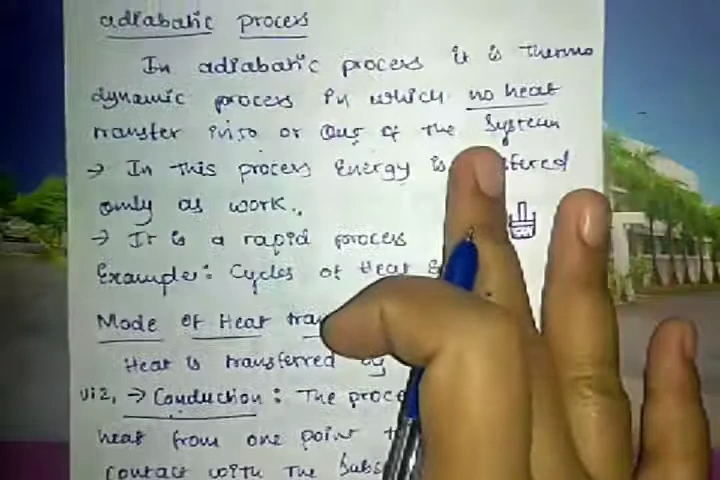 adiabatic process
In adiabatic process it is thermo
dynamic process in which no heat
transfer into or out of the system
→ In this process Energy is
only as work.
→ It is a rapid process
Example: Cycles of Heat
Mode of Heat
Heat is transferred by
viz, → Conduction: The
heat from one point
contact with the